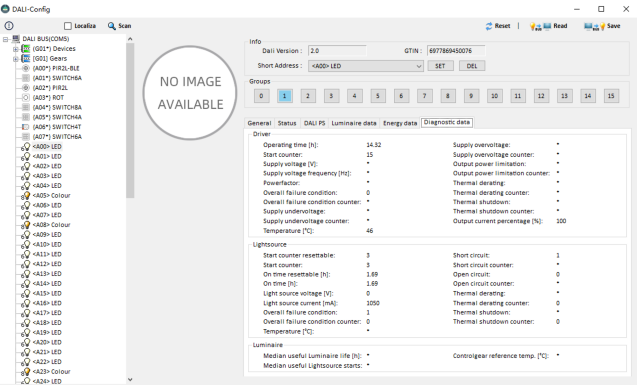 DALI-Config
Localiza Scan Reset Read Save
DALI BUS(COM5)
(G01*) Devices
[G01] Gears
(A00*) PIR2L-BLE
(A01*) SWITCH6A
(A02*) PIR2L
(A03*) ROT
(A04*) SWITCH8A
(A05*) SWITCH4A
(A06*) SWITCH4T
(A07*) SWITCH6A
<A00> LED
<A01> LED
<A02> LED
<A03> LED
<A04> LED
<A05> Colour
<A06> LED
<A07> LED
<A08> Colour
<A09> LED
<A10> LED
<A11> LED
<A12> LED
<A13> LED
<A14> LED
<A15> LED
<A16> LED
<A17> LED
<A18> LED
<A19> LED
<A20> LED
<A21> LED
<A22> LED
<A23> Colour
<A24> LED
NO IMAGE
AVAILABLE
Info
Dali Version : 2.0 GTIN : 6977869450076
Short Address : <A00> LED SET DEL
Groups
0 1 2 3 4 5 6 7 8 9 10 11 12 13 14 15
General Status DALI PS Luminaire data Energy data Diagnostic data
Driver
Operating time [h]: 14.32 Supply overvoltage: *
Start counter: 15 Supply overvoltage counter: *
Supply voltage [V]: * Output power limitation: *
Supply voltage frequency [Hz]: * Output power limitation counter: *
Powerfactor: * Thermal derating: *
Overall failure condition: 0 Thermal derating counter: *
Overall failure condition counter: * Thermal shutdown: *
Supply undervoltage: * Thermal shutdown counter: *
Supply undervoltage counter: * Output current percentage [%]: 100
Temperature [°C]: 46
Lightsource
Start counter resettable: 3 Short circuit: 1
Start counter: 3 Short circuit counter: *
On time resettable [h]: 1.69 Open circuit: 0
On time [h]: 1.69 Open circuit counter: *
Light source voltage [V]: 0 Thermal derating: *
Light source current [mA]: 1050 Thermal derating counter: 0
Overall failure condition: 1 Thermal shutdown: *
Overall failure condition counter: 0 Thermal shutdown counter: 0
Temperature [°C]: *
Luminaire
Median useful Luminaire life [h]: * Controlgear reference temp. [°C]: *
Median useful Lightsource starts: *